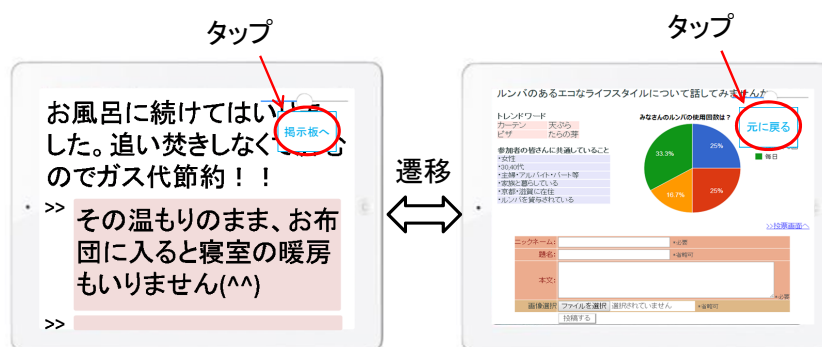 タップ
タップ
お風呂に続けてはい
した。追い焚きしなくて
のでガス代節約！！
掲示板へ
>> その温もりのまま、お布
団に入ると寝室の暖房
もいりません(^^)
>>
遷移
ルンバのあるエコなライフスタイルについて話してみませんか
トレンドワード
カーテン 天ぷら
ピザ たらの芽
参加者の皆さんに共通していること
・女性
・30,40代
・主婦・アルバイト・パート等
・家族と暮らしている
・京都・滋賀に在住
・ルンバを貸与されている
みなさんのルンバの使用回数は？
元に戻る
33.3%
25%
16.7%
25%
毎日
>>投票画面へ
ニックネーム: *必要
題名: *省略可
本文: *必要
画像選択 ファイルを選択 選択されていません *省略可
投稿する